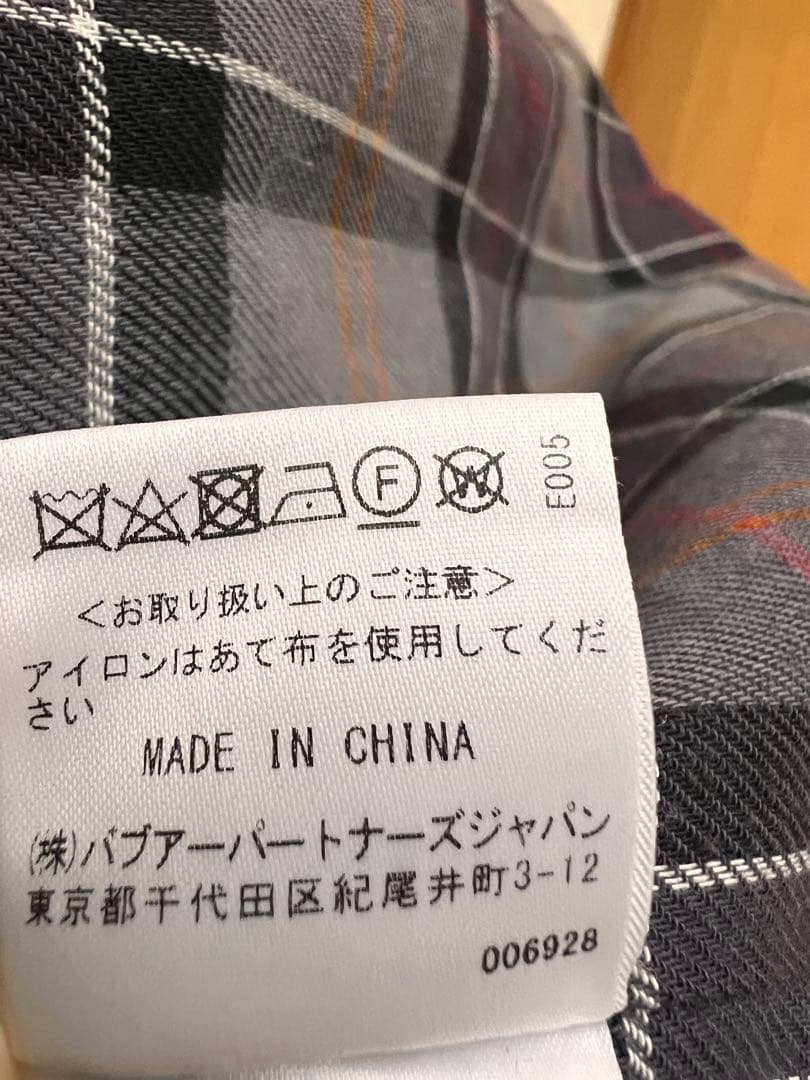 F W E005
<お取り扱い上のご注意>
アイロンはあて布を使用してくだ
さい
MADE IN CHINA
(株)バブアーパートナーズジャパン
東京都千代田区紀尾井町3-12
006928